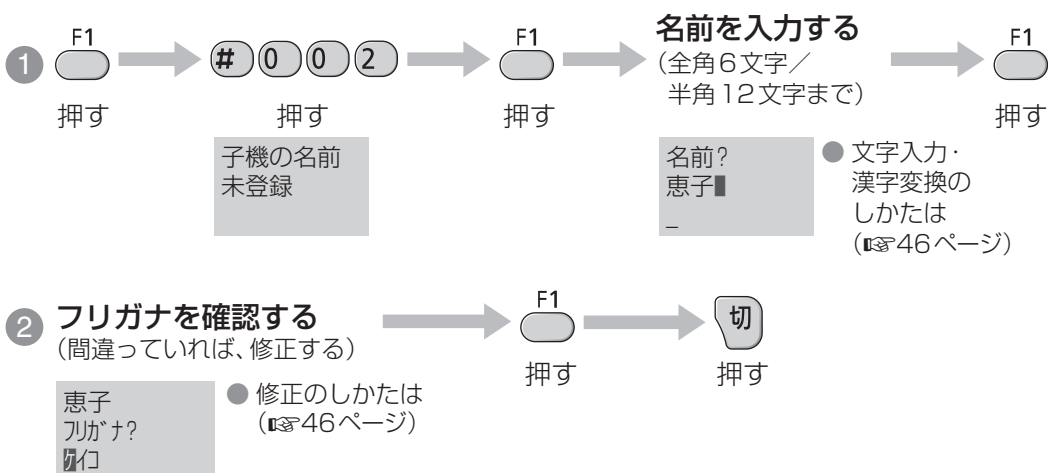 1 F1 押す
#002 押す
F1 押す
名前を入力する
(全角6文字/
半角12文字まで)
F1 押す
子機の名前
未登録
名前?
恵子
_
● 文字入力・
漢字変換の
しかたは
(☞46ページ)
2 フリガナを確認する
(間違っていれば、修正する)
F1 押す
切 押す
恵子
フリガナ?
ケイコ
● 修正のしかたは
(☞46ページ)